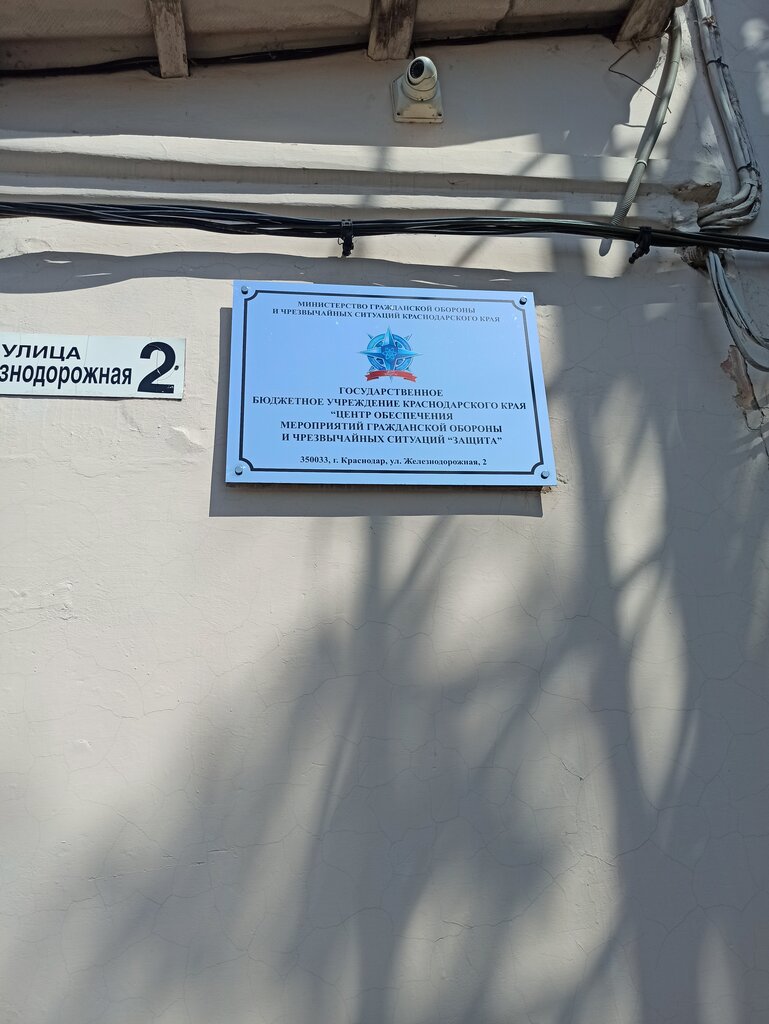 УЛИЦА
знодорожная 2
МИНИСТЕРСТВО ГРАЖДАНСКОЙ ОБОРОНЫ
И ЧРЕЗВЫЧАЙНЫХ СИТУАЦИЙ КРАСНОДАРСКОГО КРАЯ
ГОСУДАРСТВЕННОЕ
БЮДЖЕТНОЕ УЧРЕЖДЕНИЕ КРАСНОДАРСКОГО КРАЯ
“ЦЕНТР ОБЕСПЕЧЕНИЯ
МЕРОПРИЯТИЙ ГРАЖДАНСКОЙ ОБОРОНЫ
И ЧРЕЗВЫЧАЙНЫХ СИТУАЦИЙ “ЗАЩИТА”
350033, г. Краснодар, ул. Железнодорожная, 2